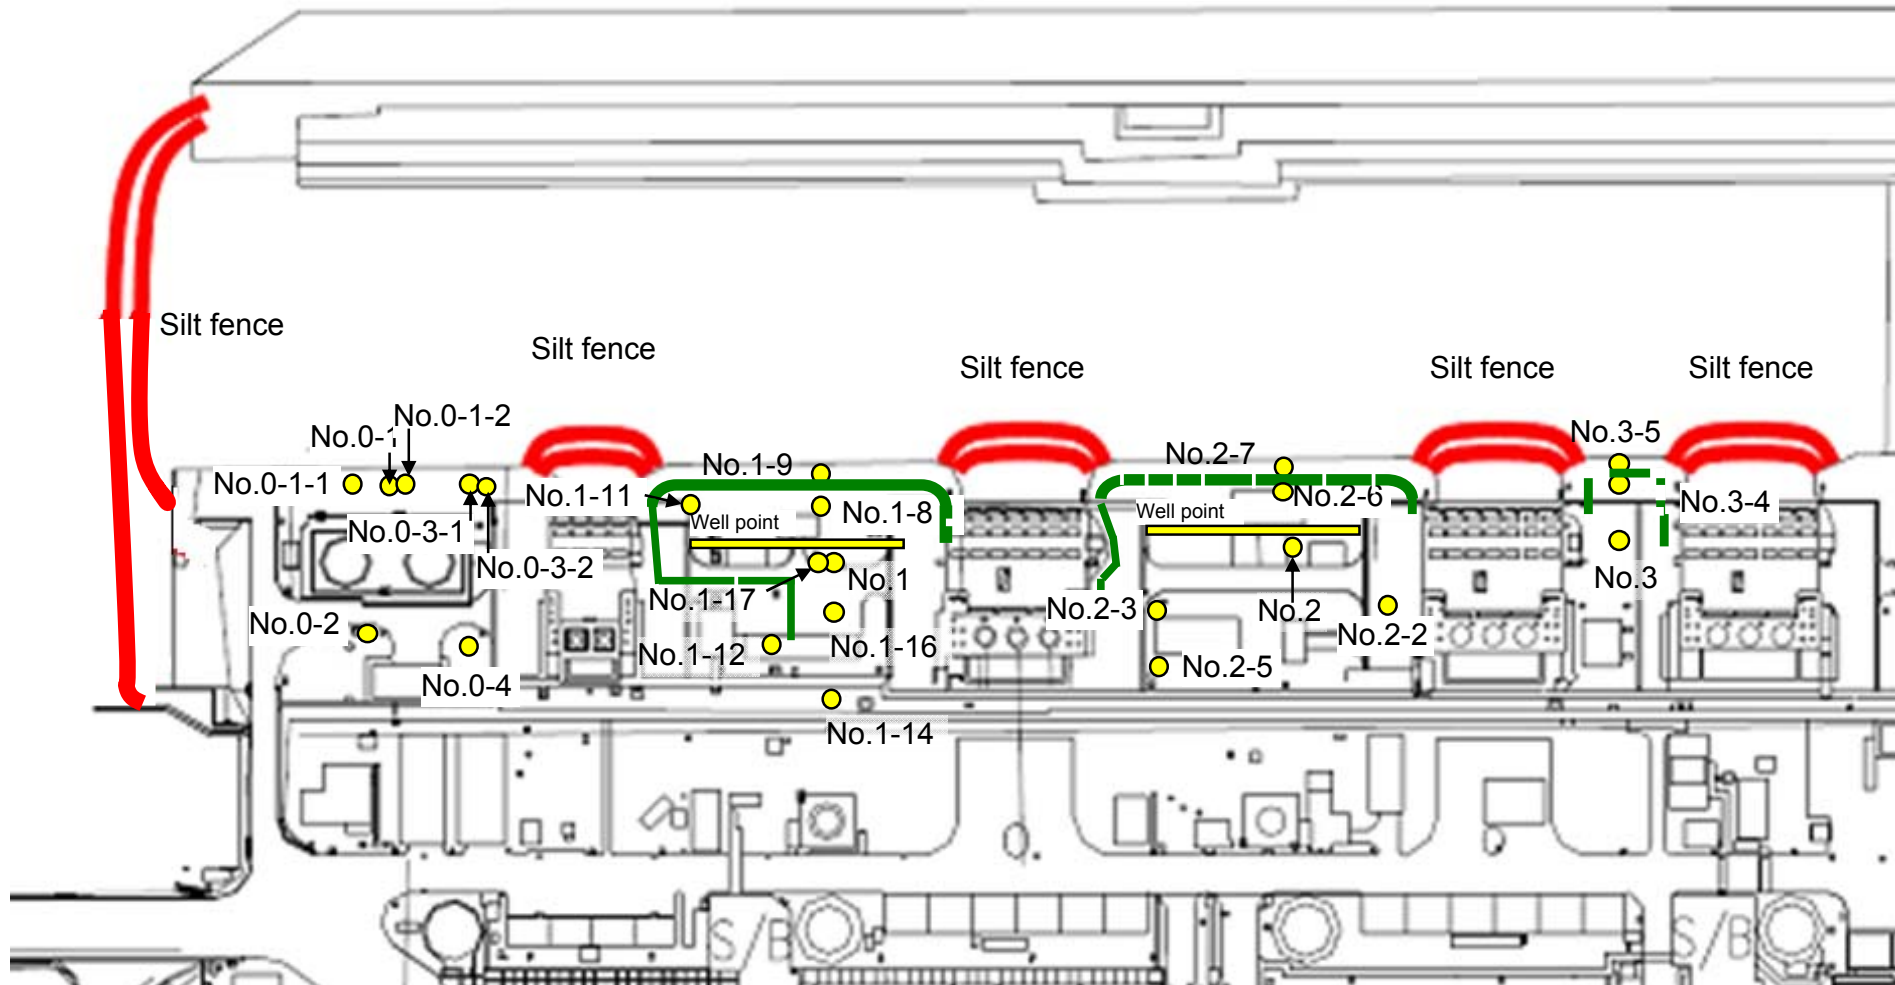 Silt fence
Silt fence
Silt fence
Silt fence
Silt fence
No.0-1-2
No.0-1
No.3-5
No.1-9
No.2-7
No.0-1-1
No.1-11
No.2-6
No.3-4
Well point
No.1-8
Well point
No.0-3-1
No.0-3-2
No.1
No.3
No.1-17
No.2-3
No.2
No.0-2
No.2-2
No.1-12
No.1-16
No.2-5
No.0-4
No.1-14
S/B
S/B